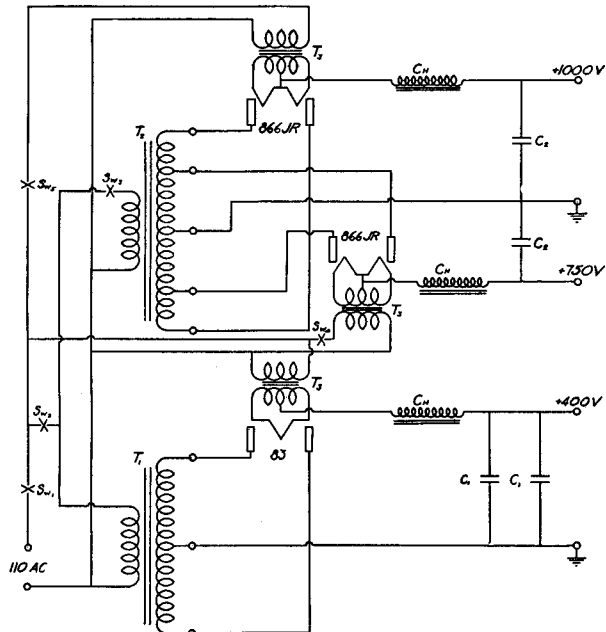 T3
CH
+1000V
866JR
T2
C2
SW5
SW2
866JR
C2
CH
+750V
T3
SW4
T3
CH
+400V
SW3
83
T1
C1
C1
SW1
110 AC